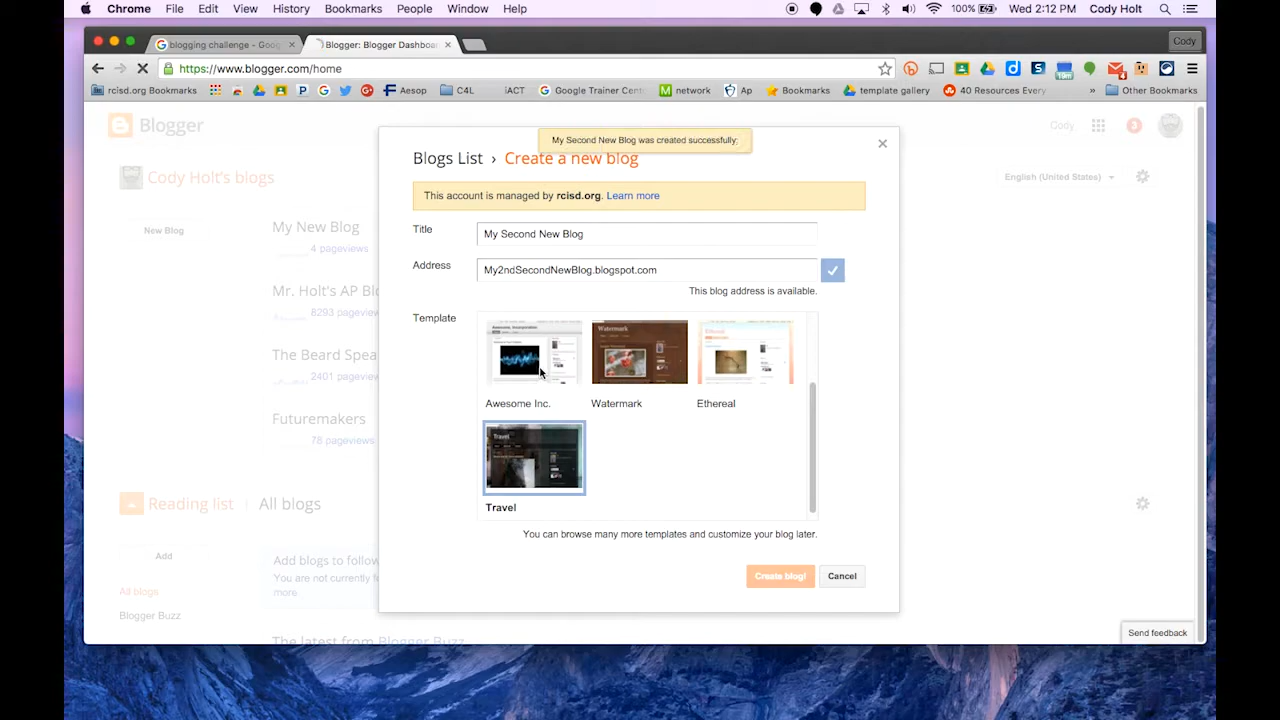 Chrome File Edit View History Bookmarks People Window Help 100% Wed 2:12 PM Cody Holt
blogging challenge - Goog Blogger: Blogger Dashboa Cody
https://www.blogger.com/home
rcisd.org Bookmarks Aesop C4L iACT Google Trainer Cent network Ap Bookmarks template gallery 40 Resources Every » Other Bookmarks
Blogger Cody 3
My Second New Blog was created successfully
Blogs List › Create a new blog
Cody Holt's blogs English (United States)
This account is managed by rcisd.org. Learn more
New Blog My New Blog
4 pageviews
Title My Second New Blog
Address My2ndSecondNewBlog.blogspot.com
This blog address is available.
Mr. Holt's AP Blo
8293 pageviews
Template
The Beard Spea
2401 pageviews
Watermark Ethereal
Awesome Inc. Watermark Ethereal
Futuremakers
78 pageviews
Travel
Travel
Reading list All blogs
You can browse many more templates and customize your blog later.
Add Add blogs to follow
You are not currently f
more
Create blog! Cancel
All blogs
Blogger Buzz
The latest from Blogger Buzz
Send feedback